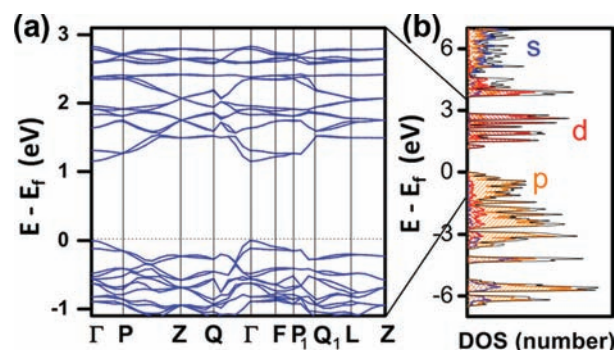 (a)
E - E_f (eV)
3
2
1
0
-1
Γ P Z Q Γ F P₁ Q₁ L Z
(b)
E - E_f (eV)
6
3
0
-3
-6
s
d
p
DOS (number)